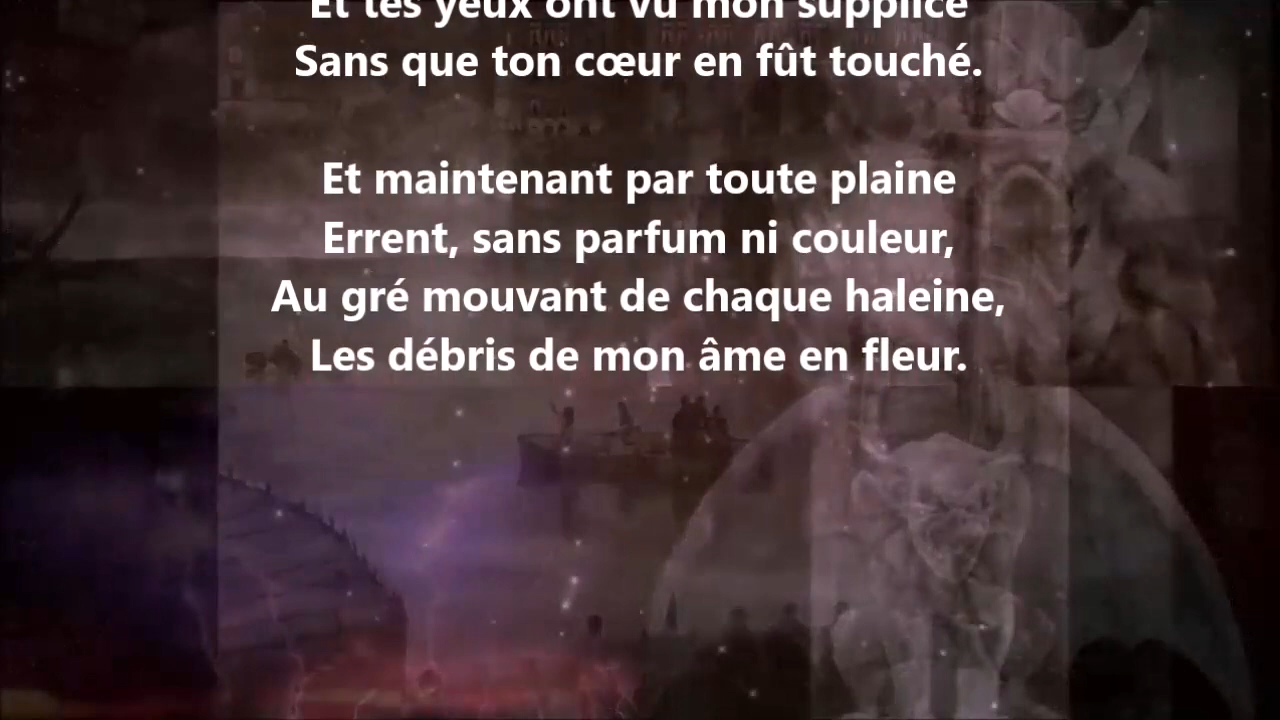 Et tes yeux ont vu mon supplice
Sans que ton cœur en fût touché.
Et maintenant par toute plaine
Errent, sans parfum ni couleur,
Au gré mouvant de chaque haleine,
Les débris de mon âme en fleur.